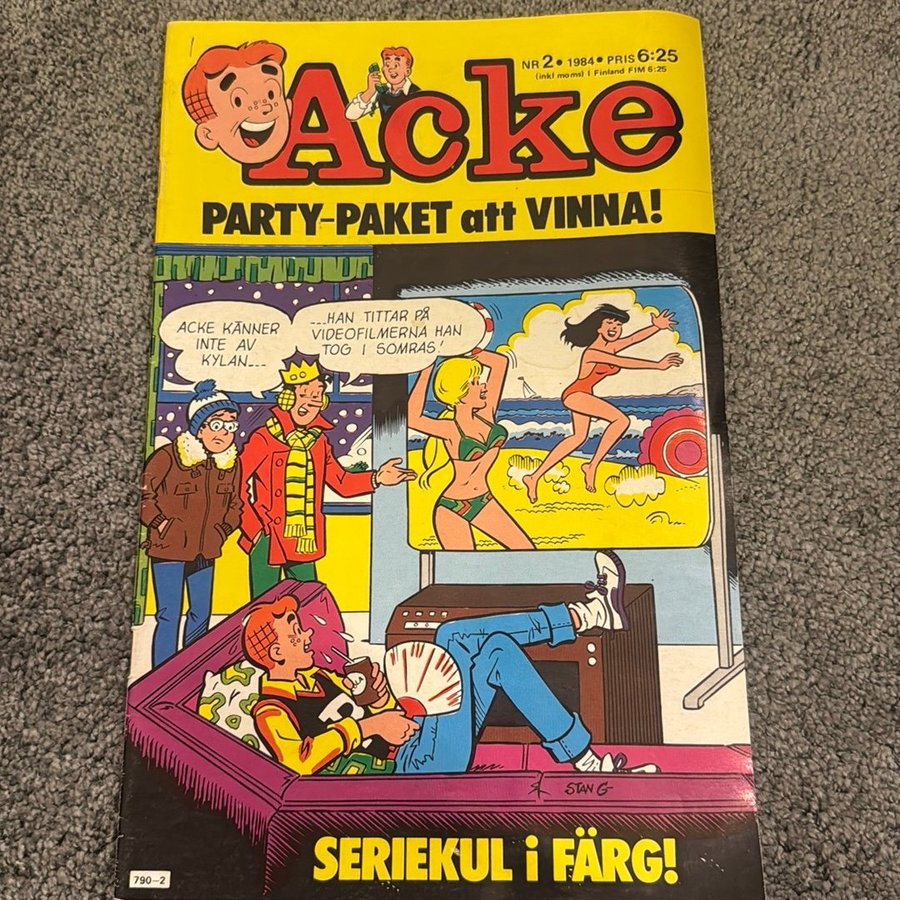 Acke
NR 2 • 1984 • PRIS 6:25
(inkl moms) I Finland FIM 6:25
PARTY-PAKET att VINNA!
ACKE KÄNNER
INTE AV
KYLAN...
...HAN TITTAR PÅ
VIDEOFILMERNA HAN
TOG I SOMRAS!
STAN G
SERIEKUL i FÄRG!
790-2